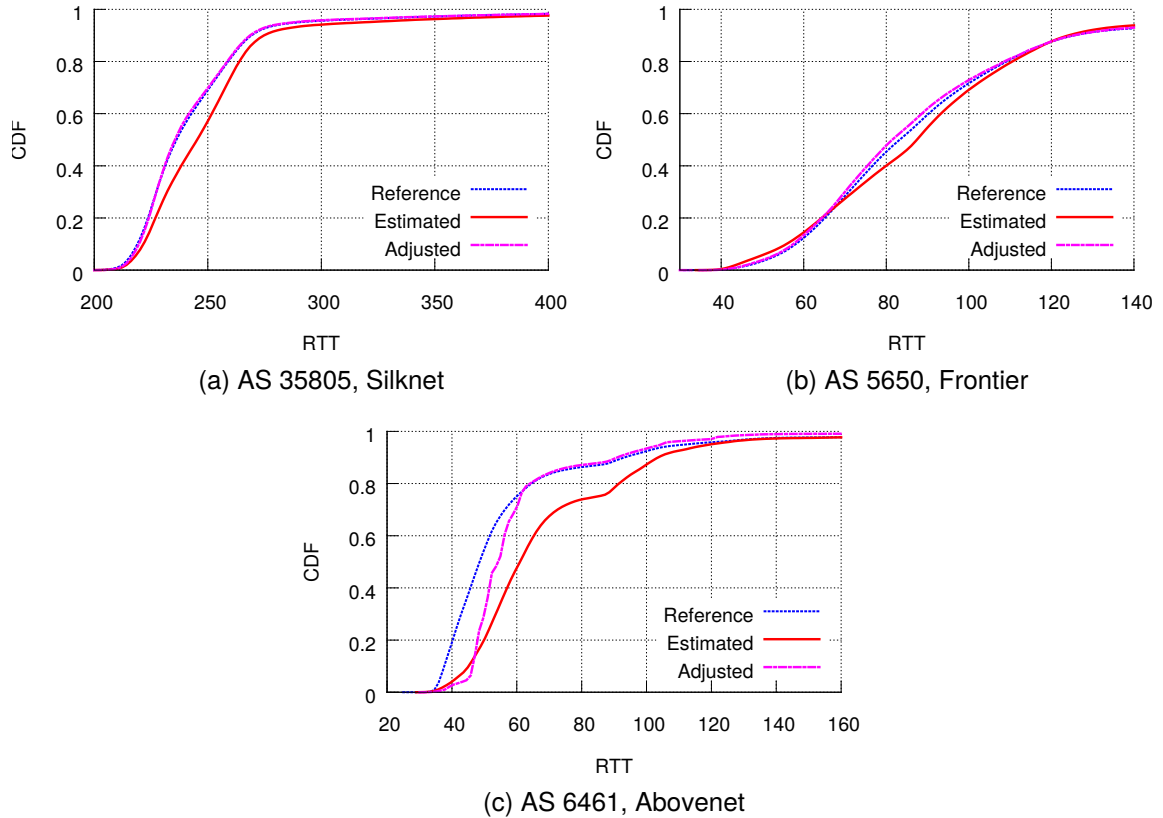 1
0.8
0.6
0.4
0.2
0
CDF
200 250 300 350 400
RTT
Reference
Estimated
Adjusted
(a) AS 35805, Silknet
1
0.8
0.6
0.4
0.2
0
CDF
40 60 80 100 120 140
RTT
Reference
Estimated
Adjusted
(b) AS 5650, Frontier
1
0.8
0.6
0.4
0.2
0
CDF
20 40 60 80 100 120 140 160
RTT
Reference
Estimated
Adjusted
(c) AS 6461, Abovenet